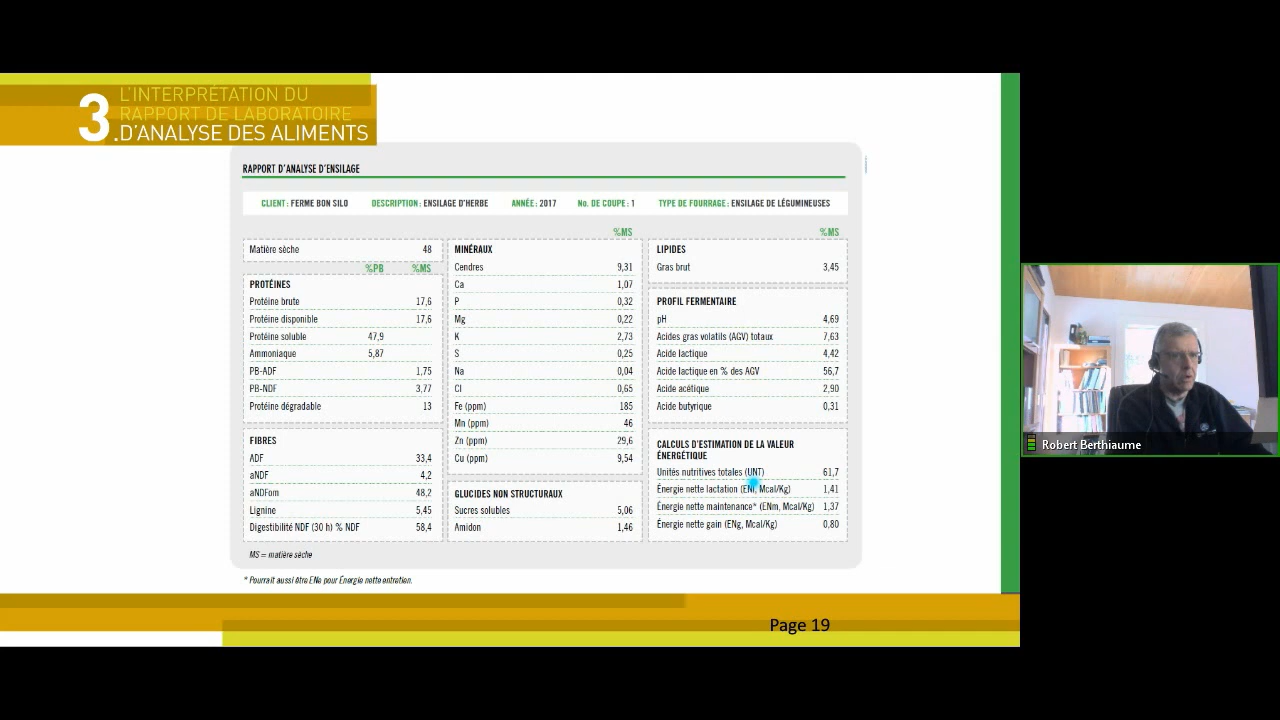 3.
L'INTERPRÉTATION DU
RAPPORT DE LABORATOIRE
D'ANALYSE DES ALIMENTS
RAPPORT D'ANALYSE D'ENSILAGE
CLIENT : FERME BON SILO DESCRIPTION : ENSILAGE D'HERBE ANNÉE : 2017 No. DE COUPE : 1 TYPE DE FOURRAGE : ENSILAGE DE LÉGUMINEUSES
Matière sèche 48
%PB %MS
PROTÉINES
Protéine brute 17,6
Protéine disponible 17,6
Protéine soluble 47,9
Ammoniaque 5,87
PB-ADF 1,75
PB-NDF 3,77
Protéine dégradable 13
FIBRES
ADF 33,4
aNDF 4,2
aNDFom 48,2
Lignine 5,45
Digestibilité NDF (30 h) % NDF 58,4
%MS
MINÉRAUX
Cendres 9,31
Ca 1,07
P 0,32
Mg 0,22
K 2,73
S 0,25
Na 0,04
Cl 0,65
Fe (ppm) 185
Mn (ppm) 46
Zn (ppm) 29,6
Cu (ppm) 9,54
GLUCIDES NON STRUCTURAUX
Sucres solubles 5,06
Amidon 1,46
%MS
LIPIDES
Gras brut 3,45
PROFIL FERMENTAIRE
pH 4,69
Acides gras volatils (AGV) totaux 7,63
Acide lactique 4,42
Acide lactique en % des AGV 56,7
Acide acétique 2,90
Acide butyrique 0,31
CALCULS D'ESTIMATION DE LA VALEUR
ÉNERGÉTIQUE
Unités nutritives totales (UNT) 61,7
Énergie nette lactation (ENl, Mcal/Kg) 1,41
Énergie nette maintenance* (ENm, Mcal/Kg) 1,37
Énergie nette gain (ENg, Mcal/Kg) 0,80
MS = matière sèche
* Pourrait aussi être ENe pour Énergie nette entretien.
Page 19
Robert Berthiaume